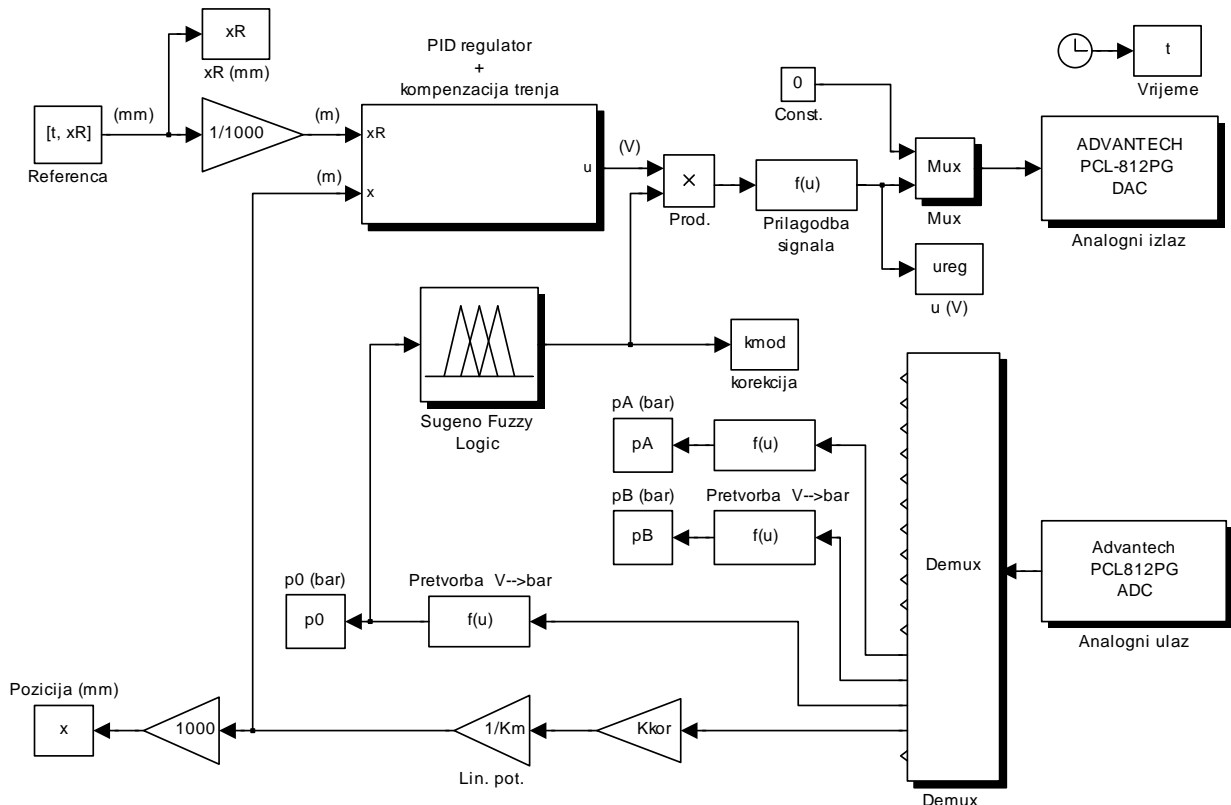 xR
xR (mm)
PID regulator
+
kompenzacija trenja
t
Vrijeme
[t, xR]
Referenca
(mm)
1/1000
(m)
xR
x
u
(m)
(V)
×
Prod.
0
Const.
f(u)
Prilagodba
signala
Mux
Mux
ADVANTECH
PCL-812PG
DAC
Analogni izlaz
ureg
u (V)
Sugeno Fuzzy
Logic
kmod
korekcija
pA (bar)
pA
f(u)
pB (bar)
Pretvorba V-->bar
pB
f(u)
Demux
Demux
Advantech
PCL812PG
ADC
Analogni ulaz
p0 (bar)
Pretvorba V-->bar
p0
f(u)
Pozicija (mm)
x
1000
1/Km
Lin. pot.
Kkor